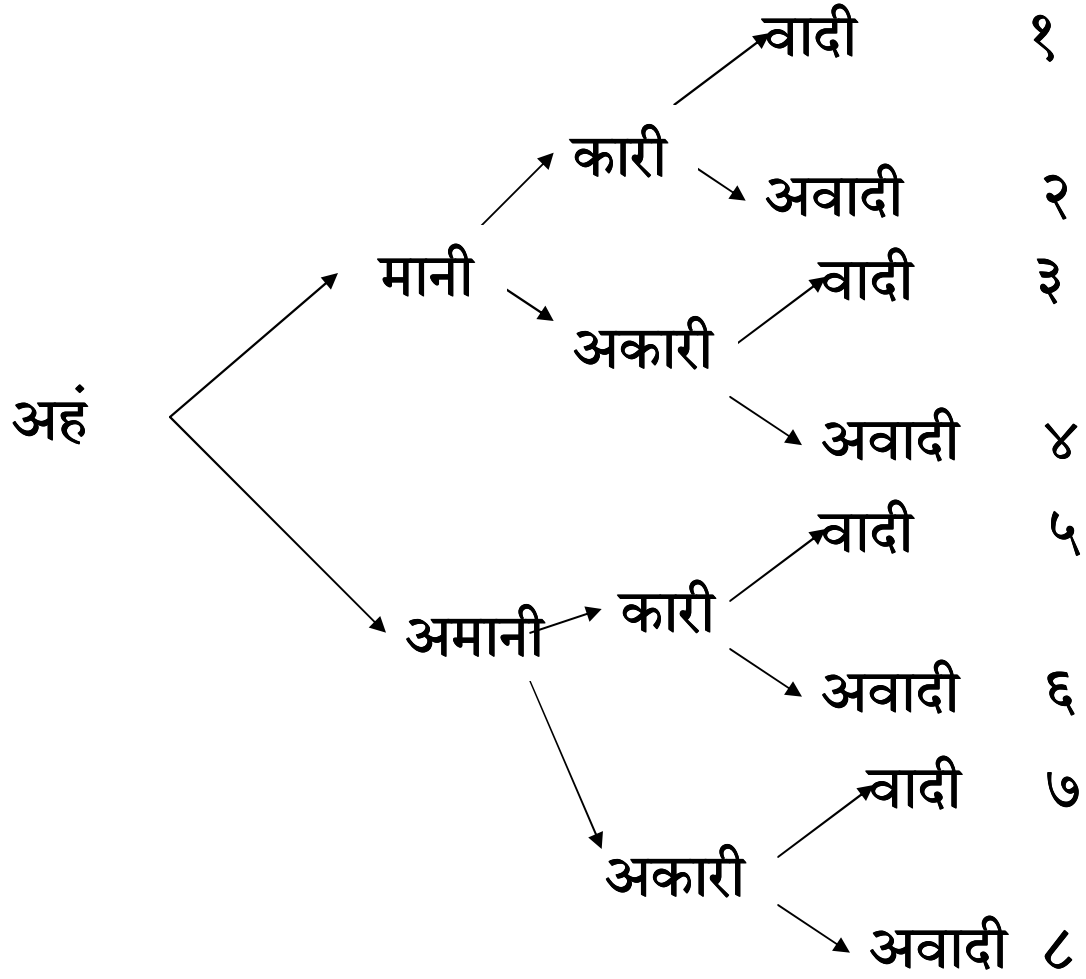 वादी १
कारी
अवादी २
मानी
वादी ३
अकारी
अहं
अवादी ४
वादी ५
कारी
अमानी
अवादी ६
वादी ७
अकारी
अवादी ८